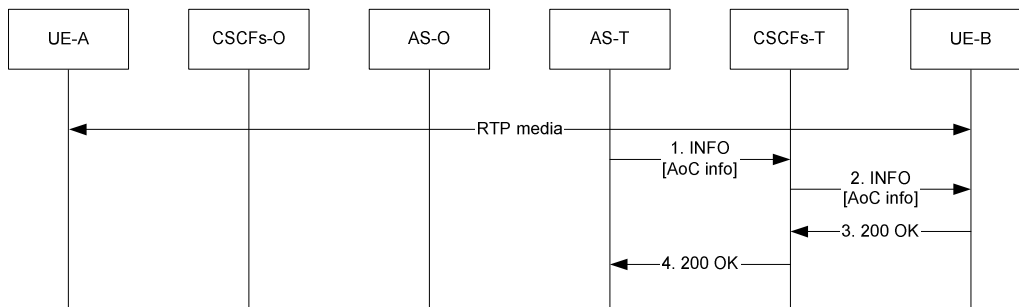 UE-A
CSCFs-O
AS-O
AS-T
CSCFs-T
UE-B
RTP media
1. INFO
[AoC info]
2. INFO
[AoC info]
3. 200 OK
4. 200 OK